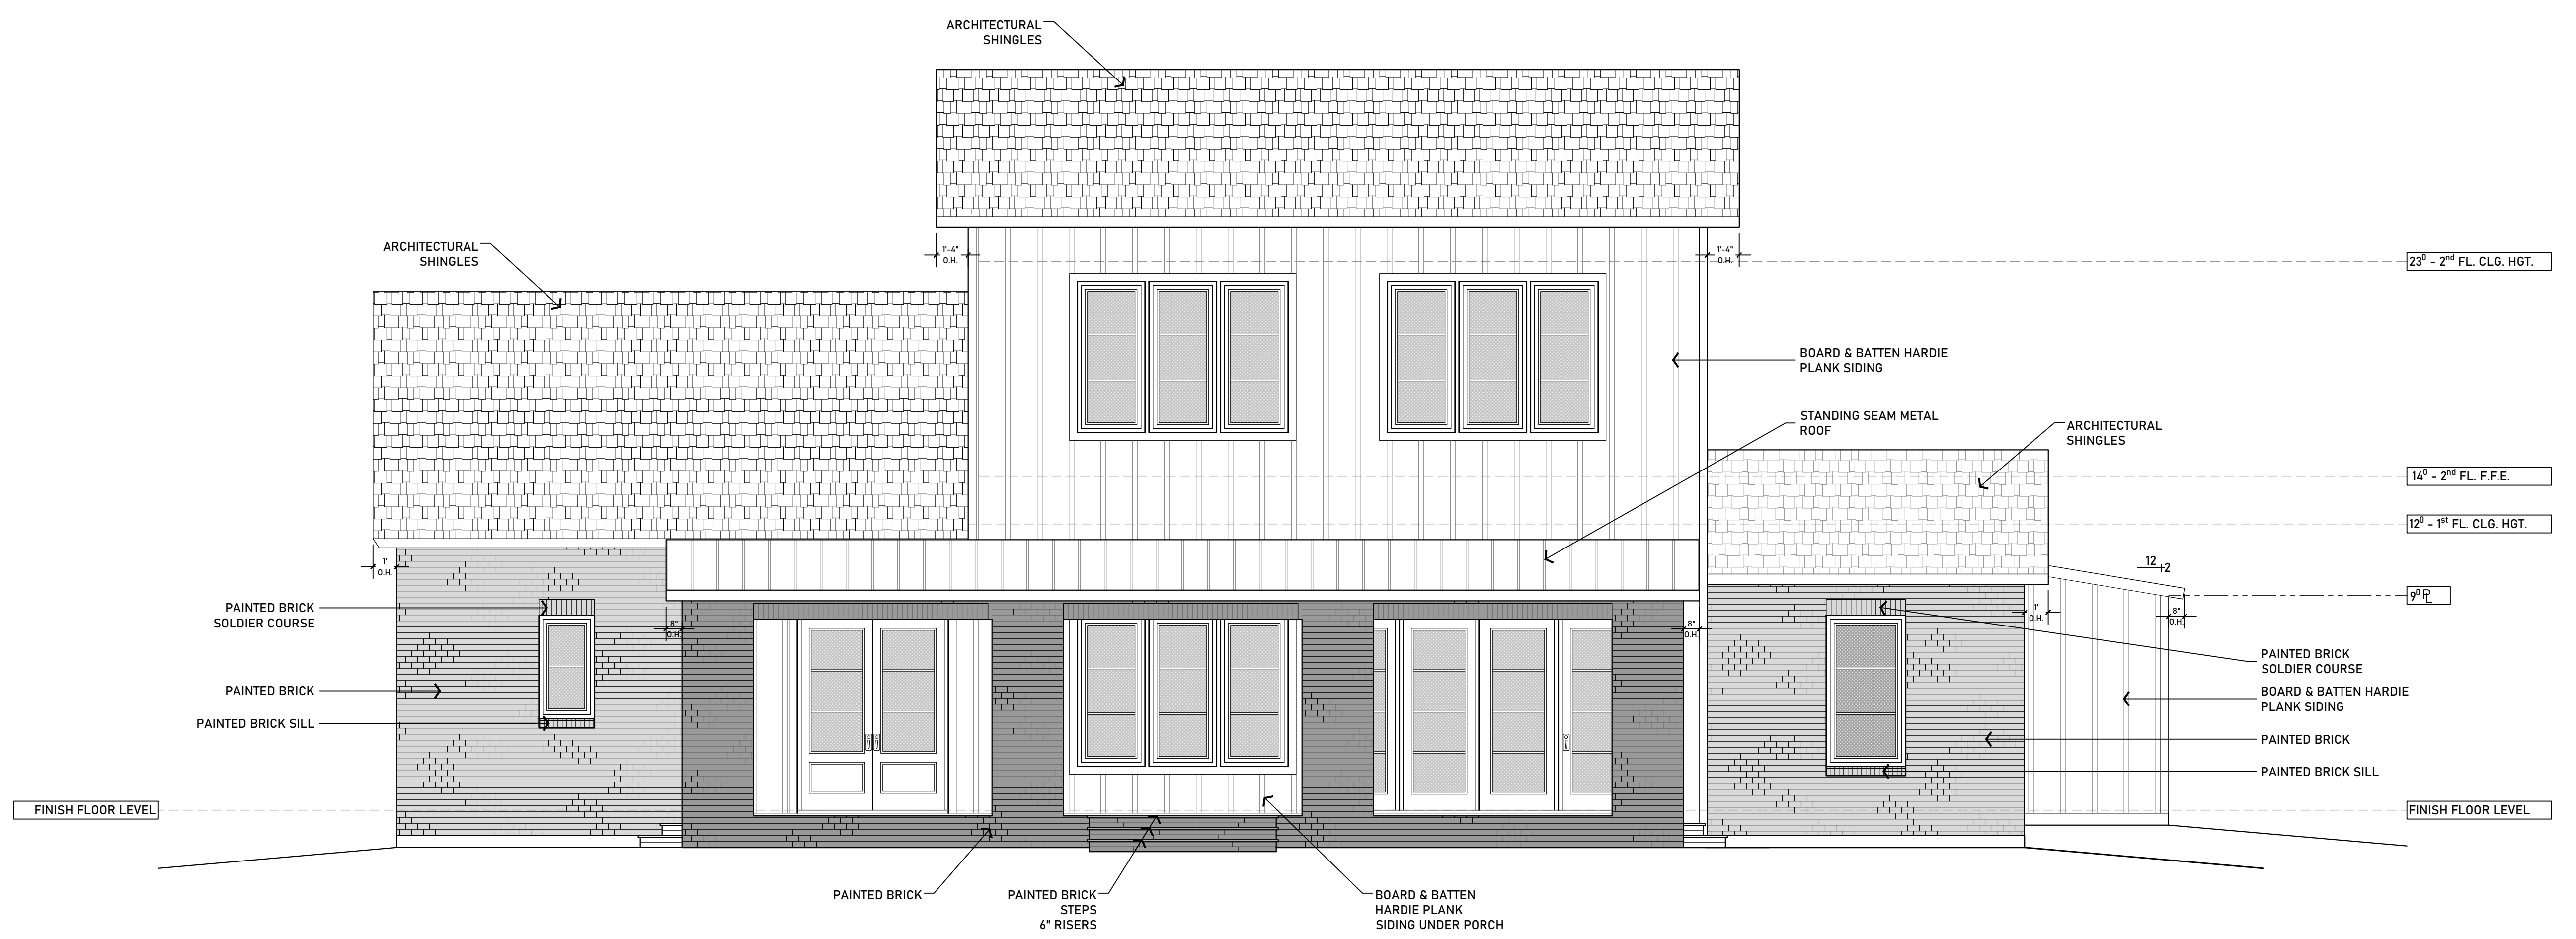 ARCHITECTURAL
SHINGLES
ARCHITECTURAL
SHINGLES
1'-4"
O.H.
1'-4"
O.H.
23⁰ - 2ⁿᵈ FL. CLG. HGT.
BOARD & BATTEN HARDIE
PLANK SIDING
STANDING SEAM METAL
ROOF
ARCHITECTURAL
SHINGLES
14⁰ - 2ⁿᵈ FL. F.F.E.
12⁰ - 1ˢᵗ FL. CLG. HGT.
1'
O.H.
12
2
9⁰ PL
PAINTED BRICK
SOLDIER COURSE
8"
O.H.
8"
O.H.
1'
O.H.
8"
O.H.
PAINTED BRICK
SOLDIER COURSE
PAINTED BRICK
BOARD & BATTEN HARDIE
PLANK SIDING
PAINTED BRICK SILL
PAINTED BRICK
PAINTED BRICK SILL
FINISH FLOOR LEVEL
FINISH FLOOR LEVEL
PAINTED BRICK
PAINTED BRICK
STEPS
6" RISERS
BOARD & BATTEN
HARDIE PLANK
SIDING UNDER PORCH